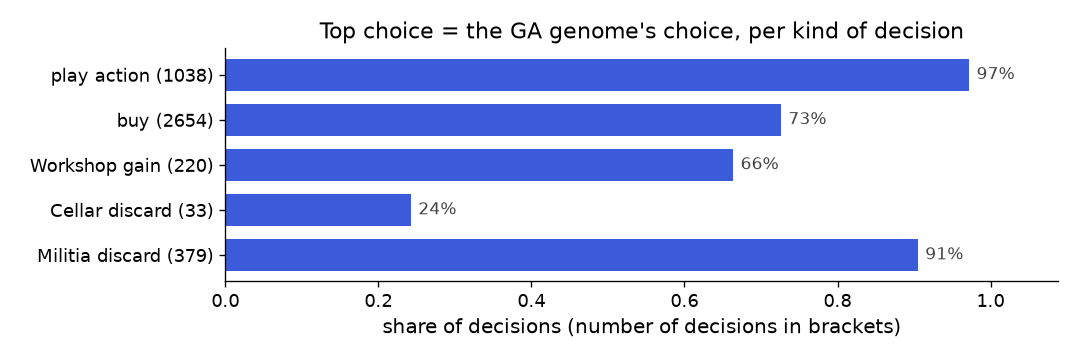 Top choice = the GA genome's choice, per kind of decision
play action (1038)
97%
buy (2654)
73%
Workshop gain (220)
66%
Cellar discard (33)
24%
Militia discard (379)
91%
0.0 0.2 0.4 0.6 0.8 1.0
share of decisions (number of decisions in brackets)